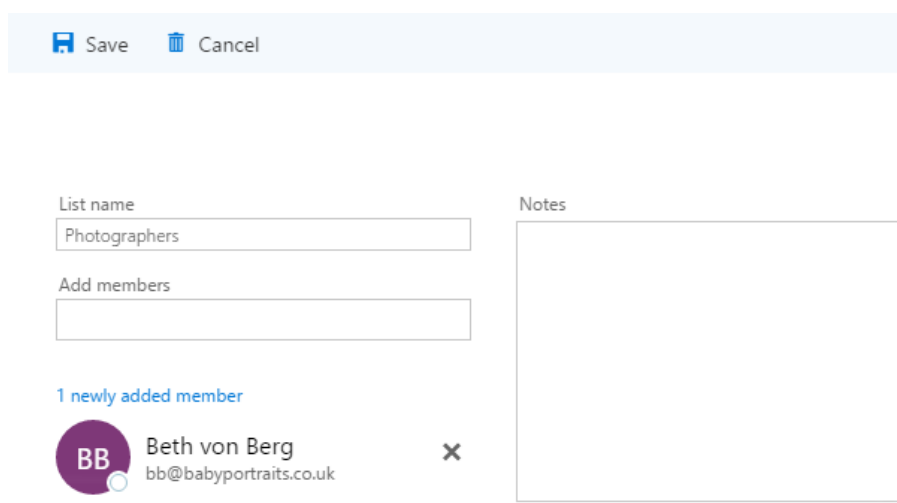 Save Cancel
List name
Photographers
Add members
1 newly added member
BB
Beth von Berg
bb@babyportraits.co.uk
Notes